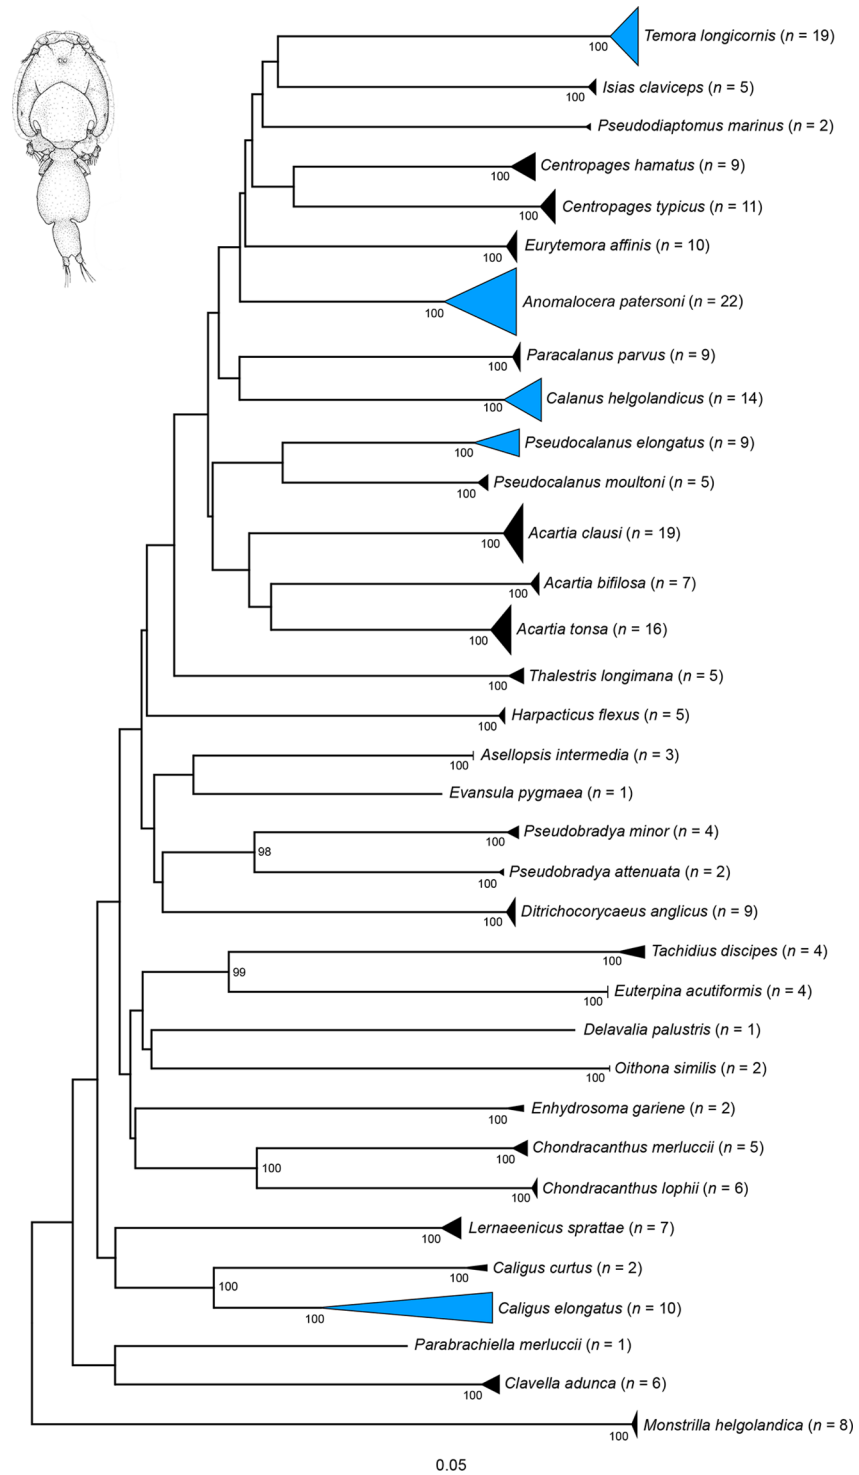 100 Temora longicornis (n = 19)
100 Isias claviceps (n = 5)
Pseudodiaptomus marinus (n = 2)
100
Centropages hamatus (n = 9)
100
Centropages typicus (n = 11)
100
Eurytemora affinis (n = 10)
100
Anomalocera patersoni (n = 22)
100
Paracalanus parvus (n = 9)
100
Calanus helgolandicus (n = 14)
100
Pseudocalanus elongatus (n = 9)
100
Pseudocalanus moultoni (n = 5)
100
Acartia clausi (n = 19)
100
Acartia bifilosa (n = 7)
100
Acartia tonsa (n = 16)
100
Thalestris longimana (n = 5)
100
Harpacticus flexus (n = 5)
100
Asellopsis intermedia (n = 3)
100
Evansula pygmaea (n = 1)
Pseudobradya minor (n = 4)
100
98
Pseudobradya attenuata (n = 2)
100
Ditrichocorycaeus anglicus (n = 9)
100
Tachidius discipes (n = 4)
100
99
Euterpina acutiformis (n = 4)
100
Delavalia palustris (n = 1)
Oithona similis (n = 2)
100
Enhydrosoma gariene (n = 2)
100
Chondracanthus merluccii (n = 5)
100
100
Chondracanthus lophii (n = 6)
100
Lernaeenicus sprattae (n = 7)
100
Caligus curtus (n = 2)
100
100
Caligus elongatus (n = 10)
100
Parabrachiella merluccii (n = 1)
Clavella adunca (n = 6)
100
Monstrilla helgolandica (n = 8)
100
0.05